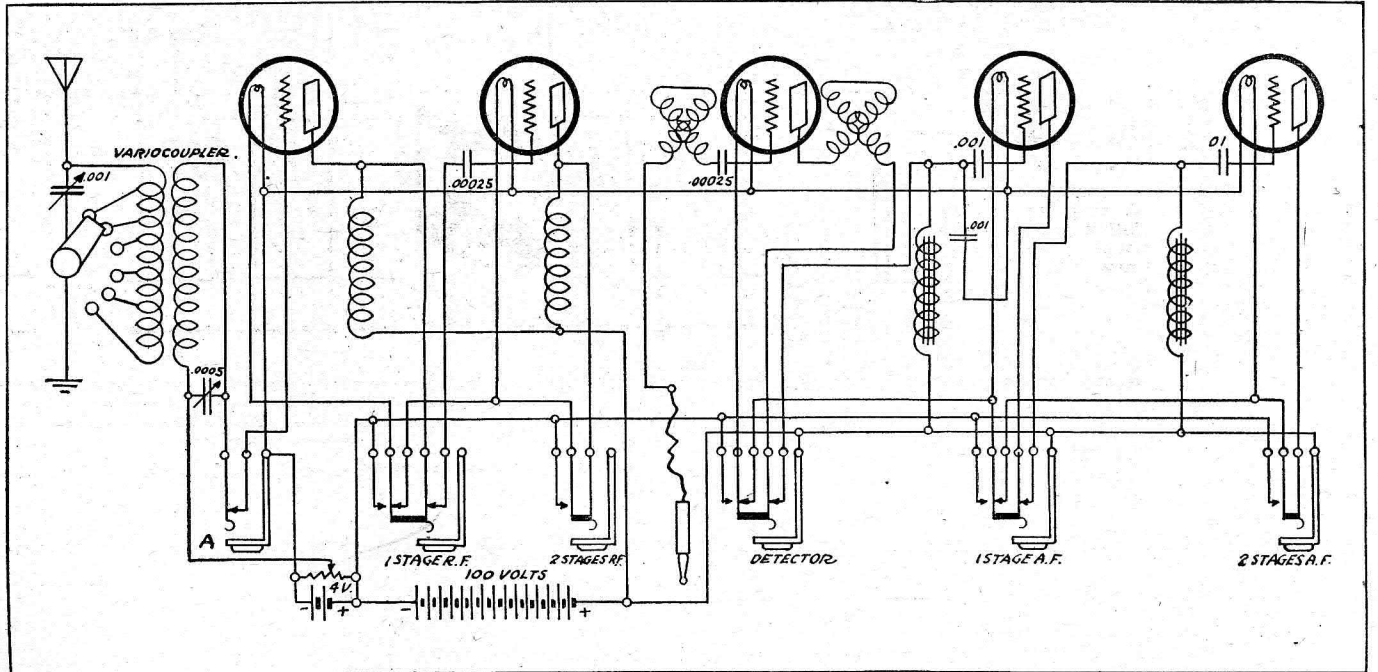 VARIOCOUPLER.
.001
.00025
.00025
.001
.01
.001
.0005
A
1 STAGE R.F.
2 STAGES RF.
DETECTOR
1 STAGE A.F.
2 STAGES A.F.
4V.
100 VOLTS
- +
- +